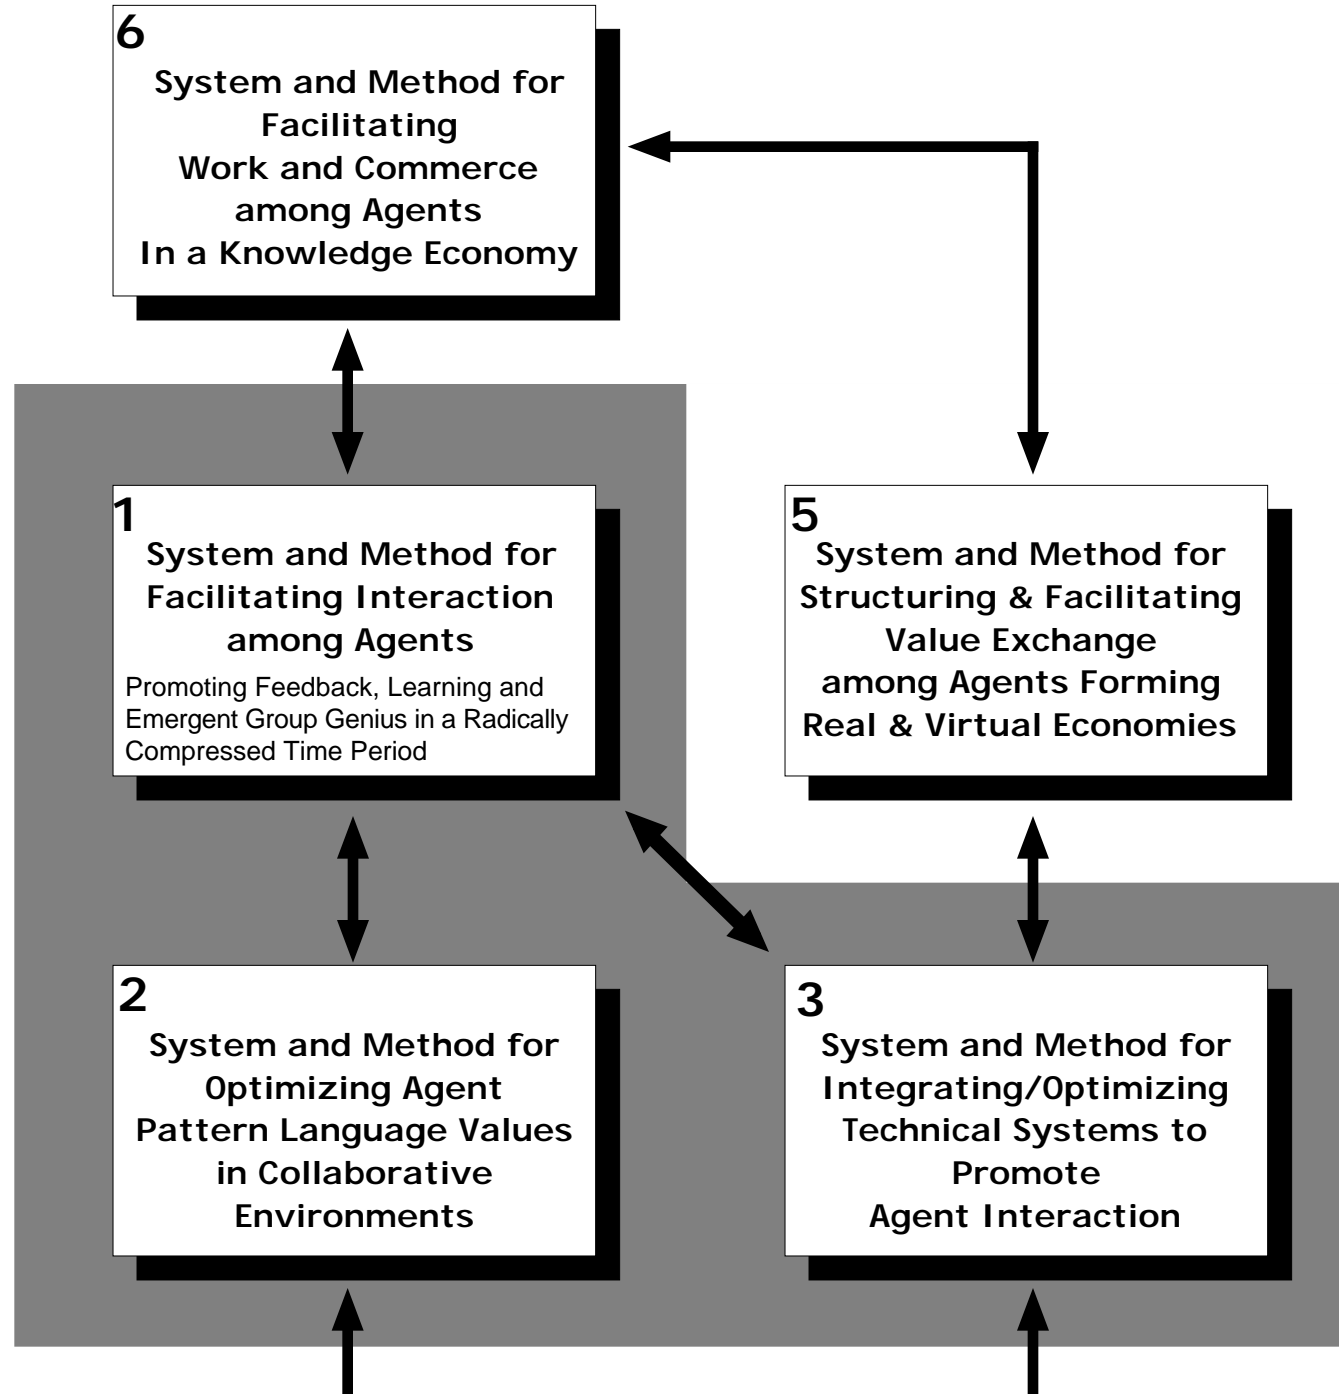 6
System and Method for
Facilitating
Work and Commerce
among Agents
In a Knowledge Economy
1
System and Method for
Facilitating Interaction
among Agents
Promoting Feedback, Learning and
Emergent Group Genius in a Radically
Compressed Time Period
5
System and Method for
Structuring & Facilitating
Value Exchange
among Agents Forming
Real & Virtual Economies
2
System and Method for
Optimizing Agent
Pattern Language Values
in Collaborative
Environments
3
System and Method for
Integrating/Optimizing
Technical Systems to
Promote
Agent Interaction